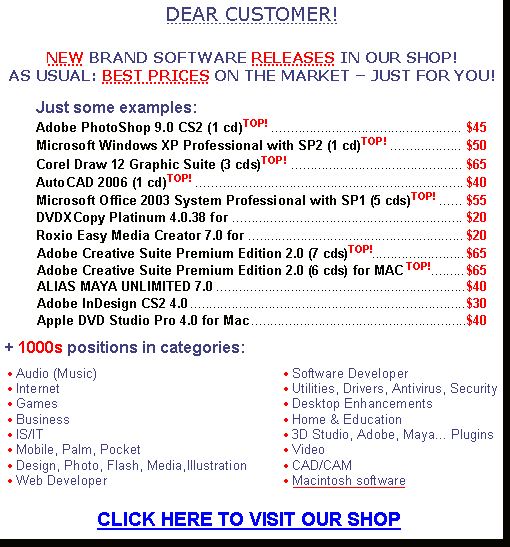 DEAR CUSTOMER!
NEW BRAND SOFTWARE RELEASES IN OUR SHOP!
AS USUAL: BEST PRICES ON THE MARKET – JUST FOR YOU!
Just some examples:
Adobe PhotoShop 9.0 CS2 (1 cd)TOP! ................................................ $45
Microsoft Windows XP Professional with SP2 (1 cd)TOP! .................. $50
Corel Draw 12 Graphic Suite (3 cds)TOP! ........................................... $65
AutoCAD 2006 (1 cd)TOP! ................................................................... $40
Microsoft Office 2003 System Professional with SP1 (5 cds)TOP! ...... $55
DVDXCopy Platinum 4.0.38 for .......................................................... $20
Roxio Easy Media Creator 7.0 for ...................................................... $20
Adobe Creative Suite Premium Edition 2.0 (7 cds)TOP!...................... $65
Adobe Creative Suite Premium Edition 2.0 (6 cds) for MAC TOP!........ $65
ALIAS MAYA UNLIMITED 7.0 ..............................................................$40
Adobe InDesign CS2 4.0.....................................................................$30
Apple DVD Studio Pro 4.0 for Mac......................................................$40
+ 1000s positions in categories:
• Audio (Music)
• Internet
• Games
• Business
• IS/IT
• Mobile, Palm, Pocket
• Design, Photo, Flash, Media,Illustration
• Web Developer
• Software Developer
• Utilities, Drivers, Antivirus, Security
• Desktop Enhancements
• Home & Education
• 3D Studio, Adobe, Maya... Plugins
• Video
• CAD/CAM
• Macintosh software
CLICK HERE TO VISIT OUR SHOP